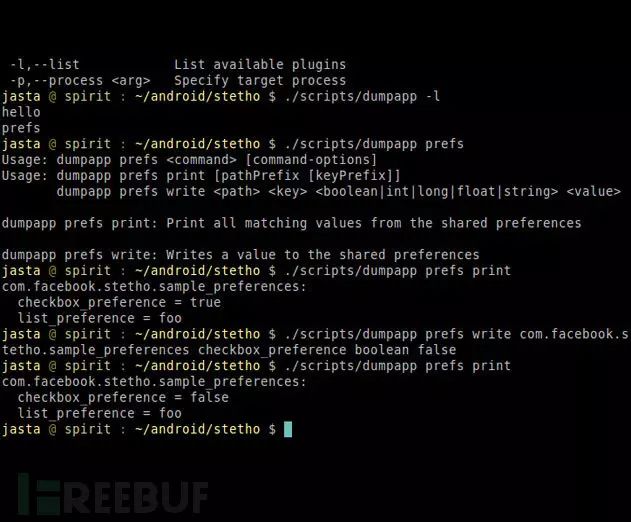 -l,--list            List available plugins
-p,--process <arg>   Specify target process
jasta @ spirit : ~/android/stetho $ ./scripts/dumpapp -l
hello
prefs
jasta @ spirit : ~/android/stetho $ ./scripts/dumpapp prefs
Usage: dumpapp prefs <command> [command-options]
Usage: dumpapp prefs print [pathPrefix [keyPrefix]]
       dumpapp prefs write <path> <key> <boolean|int|long|float|string> <value>
dumpapp prefs print: Print all matching values from the shared preferences
dumpapp prefs write: Writes a value to the shared preferences
jasta @ spirit : ~/android/stetho $ ./scripts/dumpapp prefs print
com.facebook.stetho.sample_preferences:
  checkbox_preference = true
  list_preference = foo
jasta @ spirit : ~/android/stetho $ ./scripts/dumpapp prefs write com.facebook.s
tetho.sample_preferences checkbox_preference boolean false
jasta @ spirit : ~/android/stetho $ ./scripts/dumpapp prefs print
com.facebook.stetho.sample_preferences:
  checkbox_preference = false
  list_preference = foo
jasta @ spirit : ~/android/stetho $
FREEBUF